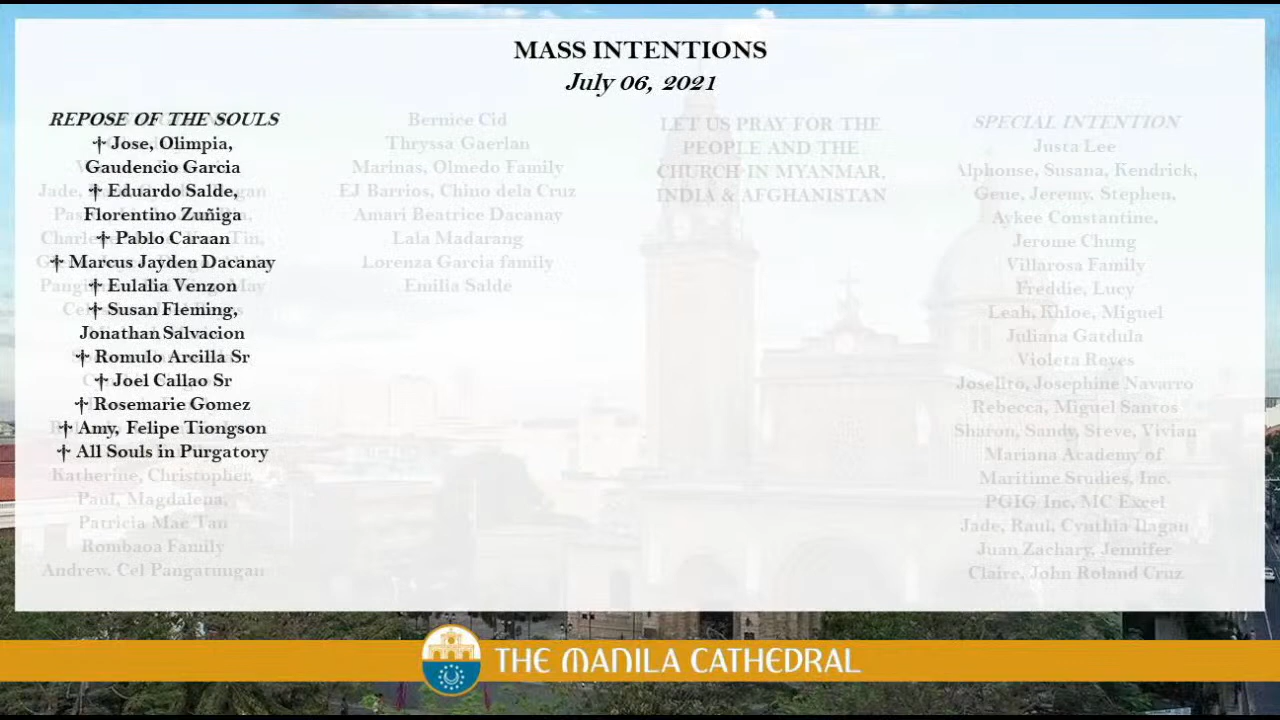 MASS INTENTIONS
July 06, 2021
REPOSE OF THE SOULS
† Jose, Olimpia,
Gaudencio Garcia
† Eduardo Salde,
Florentino Zuñiga
† Pablo Caraan
† Marcus Jayden Dacanay
† Eulalia Venzon
† Susan Fleming,
Jonathan Salvacion
† Romulo Arcilla Sr
† Joel Callao Sr
† Rosemarie Gomez
† Amy, Felipe Tiongson
† All Souls in Purgatory
Katherine, Christopher,
Paul, Magdalena,
Patricia Mae Tan
Rombaoa Family
Andrew, Cel Pangatungan
Bernice Cid
Thryssa Gaerlan
Marinas, Olmedo Family
EJ Barrios, Chino dela Cruz
Amari Beatrice Dacanay
Lala Madarang
Lorenza Garcia family
Emilia Salde
LET US PRAY FOR THE
PEOPLE AND THE
CHURCH IN MYANMAR,
INDIA & AFGHANISTAN
SPECIAL INTENTION
Justa Lee
Alphonse, Susana, Kendrick,
Gene, Jeremy, Stephen,
Aykee Constantine,
Jerome Chung
Villarosa Family
Freddie, Lucy
Leah, Khloe, Miguel
Juliana Gatdula
Violeta Reyes
Joselito, Josephine Navarro
Rebecca, Miguel Santos
Sharon, Sandy, Steve, Vivian
Mariana Academy of
Maritime Studies, Inc.
PGIG Inc, MC Excel
Jade, Raul, Cynthia Ilagan
Juan Zachary, Jennifer
Claire, John Roland Cruz
THE MANILA CATHEDRAL